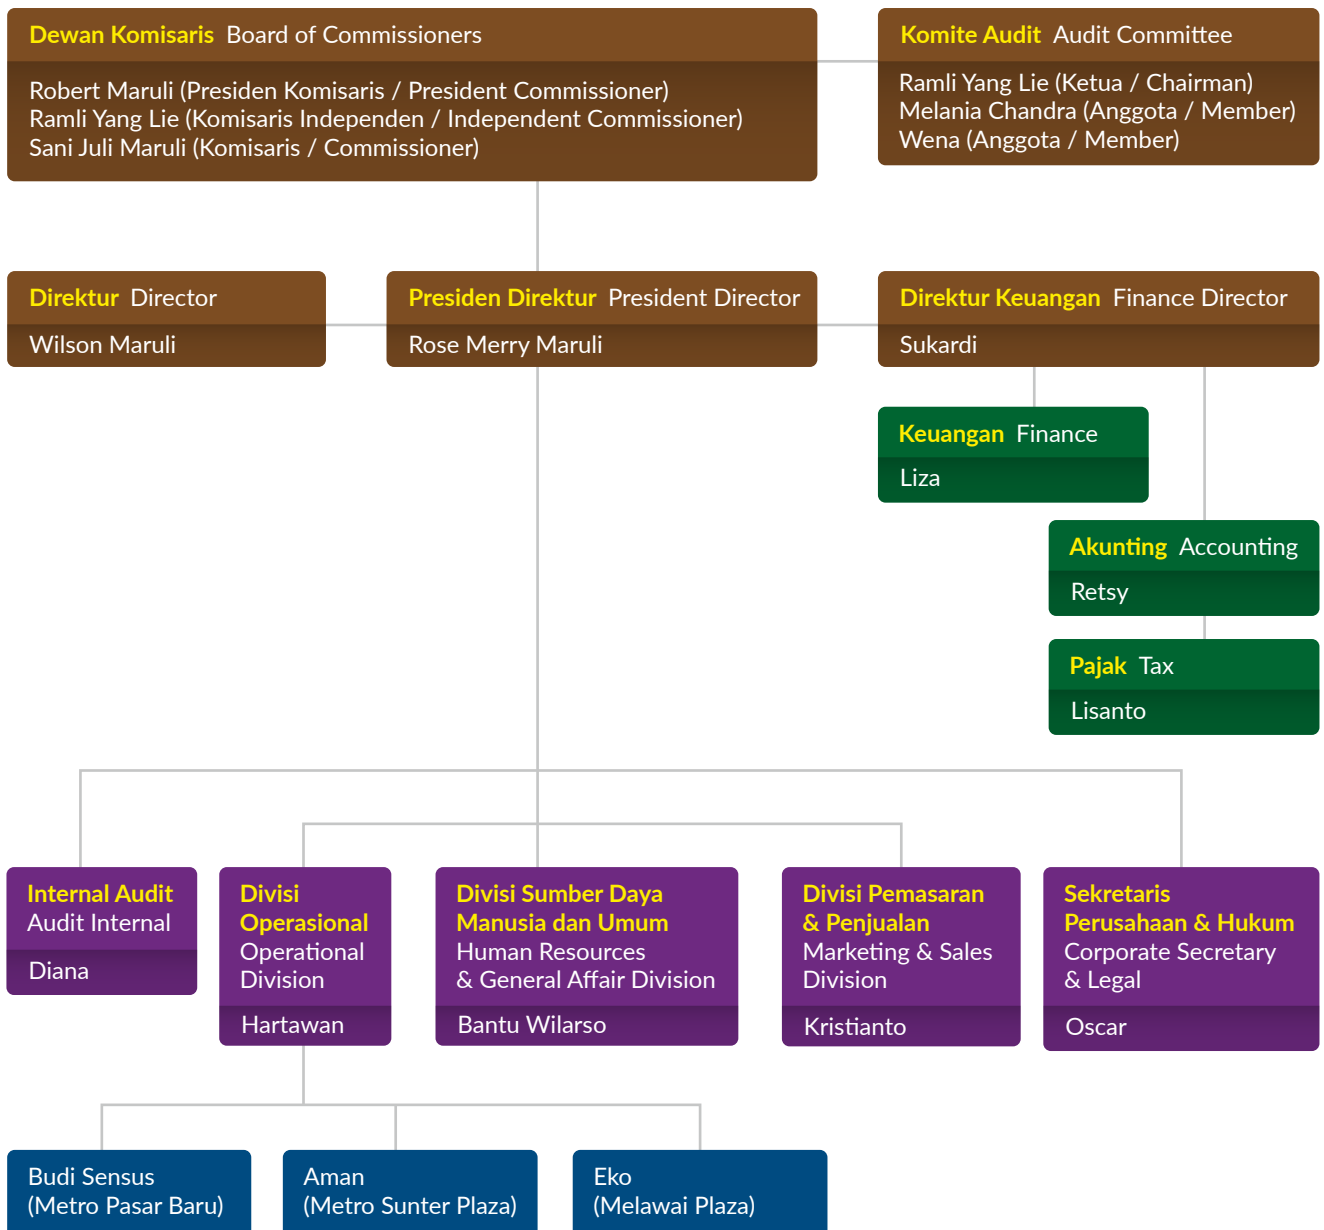 Dewan Komisaris Board of Commissioners
Robert Maruli (Presiden Komisaris / President Commissioner)
Ramli Yang Lie (Komisaris Independen / Independent Commissioner)
Sani Juli Maruli (Komisaris / Commissioner)
Komite Audit Audit Committee
Ramli Yang Lie (Ketua / Chairman)
Melania Chandra (Anggota / Member)
Wena (Anggota / Member)
Direktur Director
Wilson Maruli
Presiden Direktur President Director
Rose Merry Maruli
Direktur Keuangan Finance Director
Sukardi
Keuangan Finance
Liza
Akunting Accounting
Retsy
Pajak Tax
Lisanto
Internal Audit
Audit Internal
Diana
Divisi
Operasional
Operational
Division
Hartawan
Divisi Sumber Daya
Manusia dan Umum
Human Resources
& General Affair Division
Bantu Wilarso
Divisi Pemasaran
& Penjualan
Marketing & Sales
Division
Kristianto
Sekretaris
Perusahaan & Hukum
Corporate Secretary
& Legal
Oscar
Budi Sensus
(Metro Pasar Baru)
Aman
(Metro Sunter Plaza)
Eko
(Melawai Plaza)